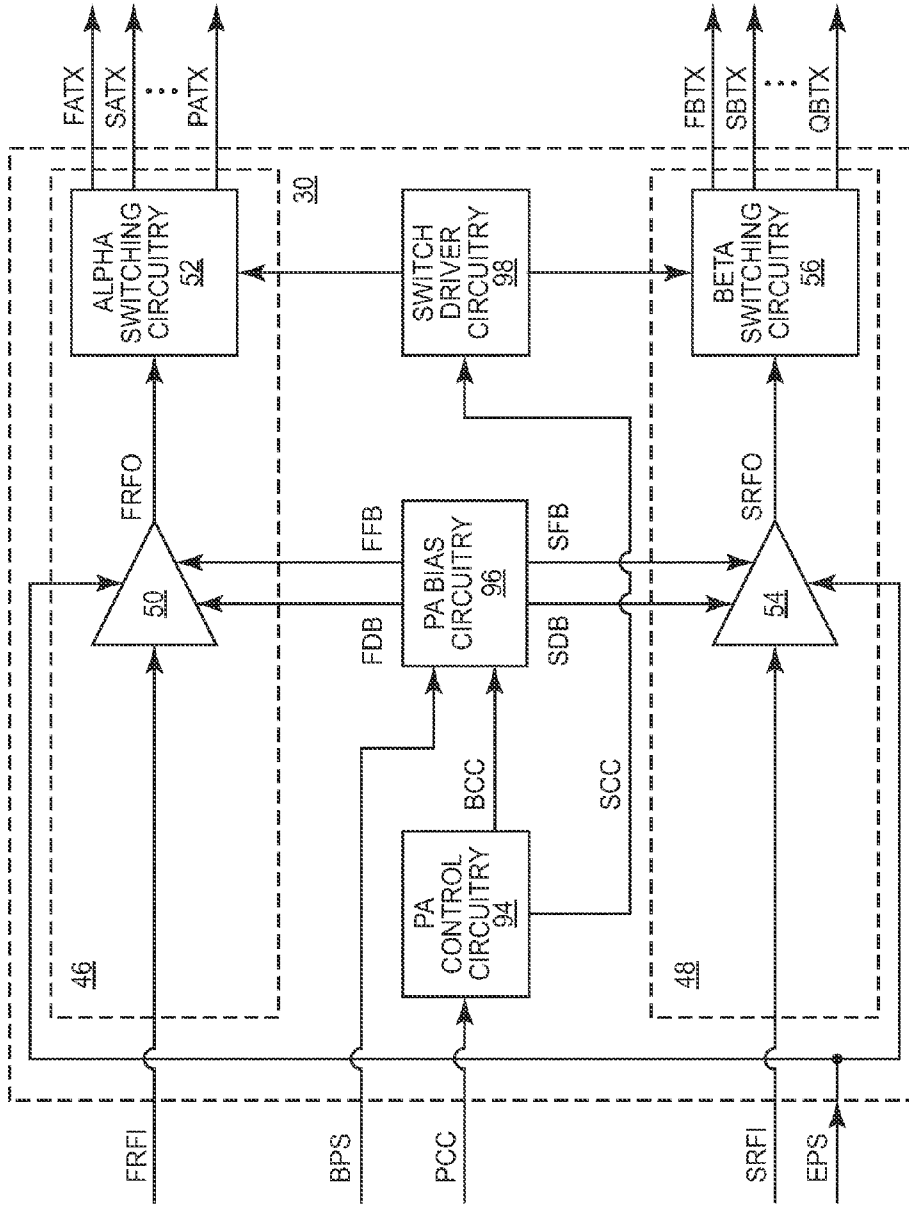 FRFI
BPS
PCC
SRFI
EPS
46
50
FRFO
ALPHA
SWITCHING
CIRCUITRY
52
FATX
SATX
PATX
30
PA
CONTROL
CIRCUITRY
94
BCC
SCC
FDB
FFB
PA BIAS
CIRCUITRY
96
SDB
SFB
SWITCH
DRIVER
CIRCUITRY
98
48
54
SRFO
BETA
SWITCHING
CIRCUITRY
56
FBTX
SBTX
QBTX